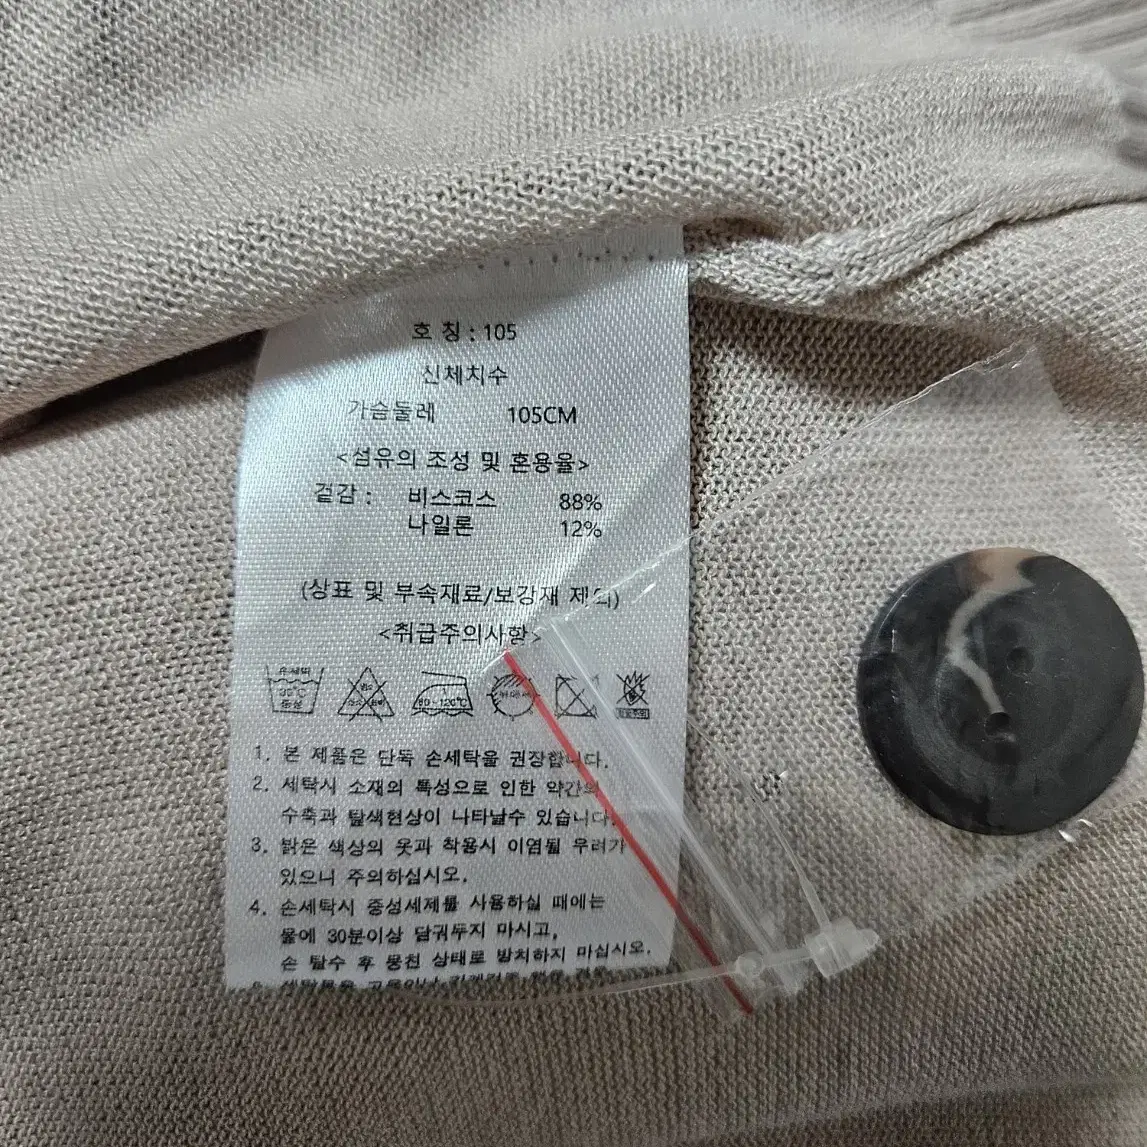 호 칭 : 105
신체치수
가슴둘레 105CM
<섬유의 조성 및 혼용율>
겉감 : 비스코스 88%
나일론 12%
(상표 및 부속재료/보강재 제외)
<취급주의사항>
손세탁
30°C
중성
80~120°C
1. 본 제품은 단독 손세탁을 권장합니다.
2. 세탁시 소재의 특성으로 인한 약간의
수축과 탈색현상이 나타날수 있습니다.
3. 밝은 색상의 옷과 착용시 이염될 우려가
있으니 주의하십시오.
4. 손세탁시 중성세제를 사용하실 때에는
물에 30분이상 담궈두지 마시고,
손 탈수 후 뭉친 상태로 방치하지 마십시오.